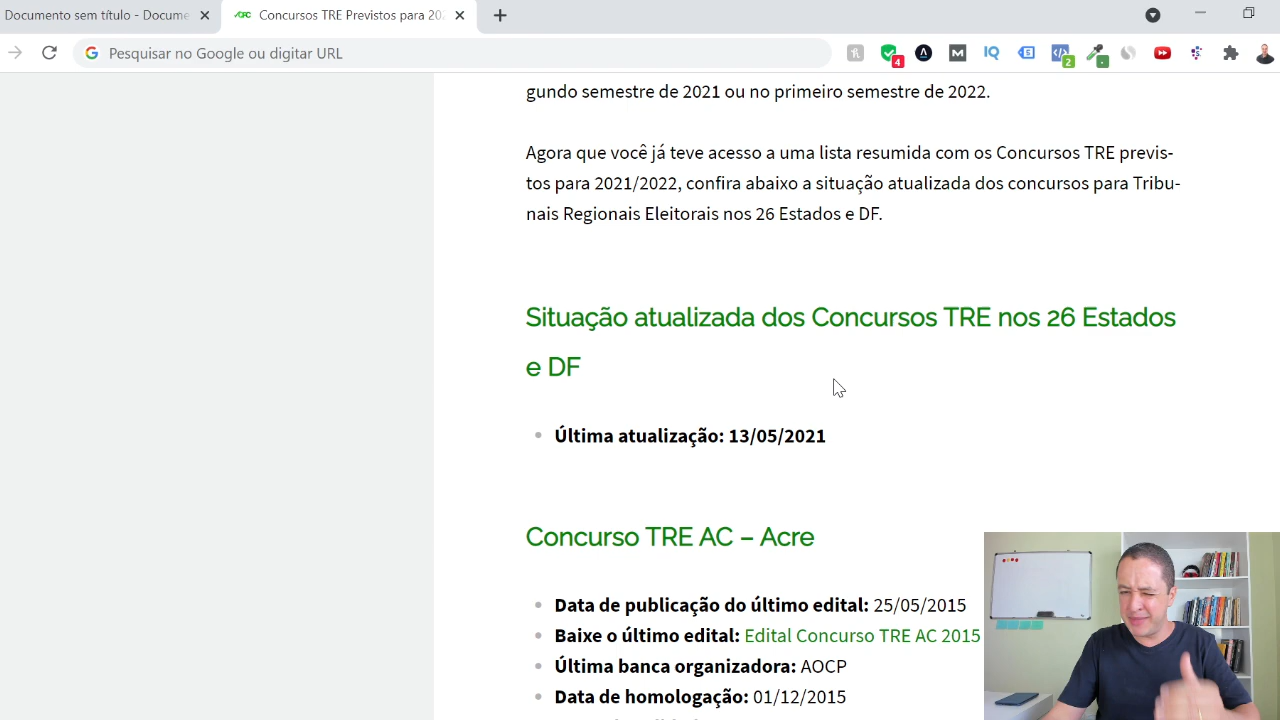 Documento sem título - Docume
Concursos TRE Previstos para 202
Pesquisar no Google ou digitar URL
4
IQ
2
gundo semestre de 2021 ou no primeiro semestre de 2022.
Agora que você já teve acesso a uma lista resumida com os Concursos TRE previs-
tos para 2021/2022, confira abaixo a situação atualizada dos concursos para Tribu-
nais Regionais Eleitorais nos 26 Estados e DF.
Situação atualizada dos Concursos TRE nos 26 Estados
e DF
Última atualização: 13/05/2021
Concurso TRE AC – Acre
Data de publicação do último edital: 25/05/2015
Baixe o último edital: Edital Concurso TRE AC 2015
Última banca organizadora: AOCP
Data de homologação: 01/12/2015